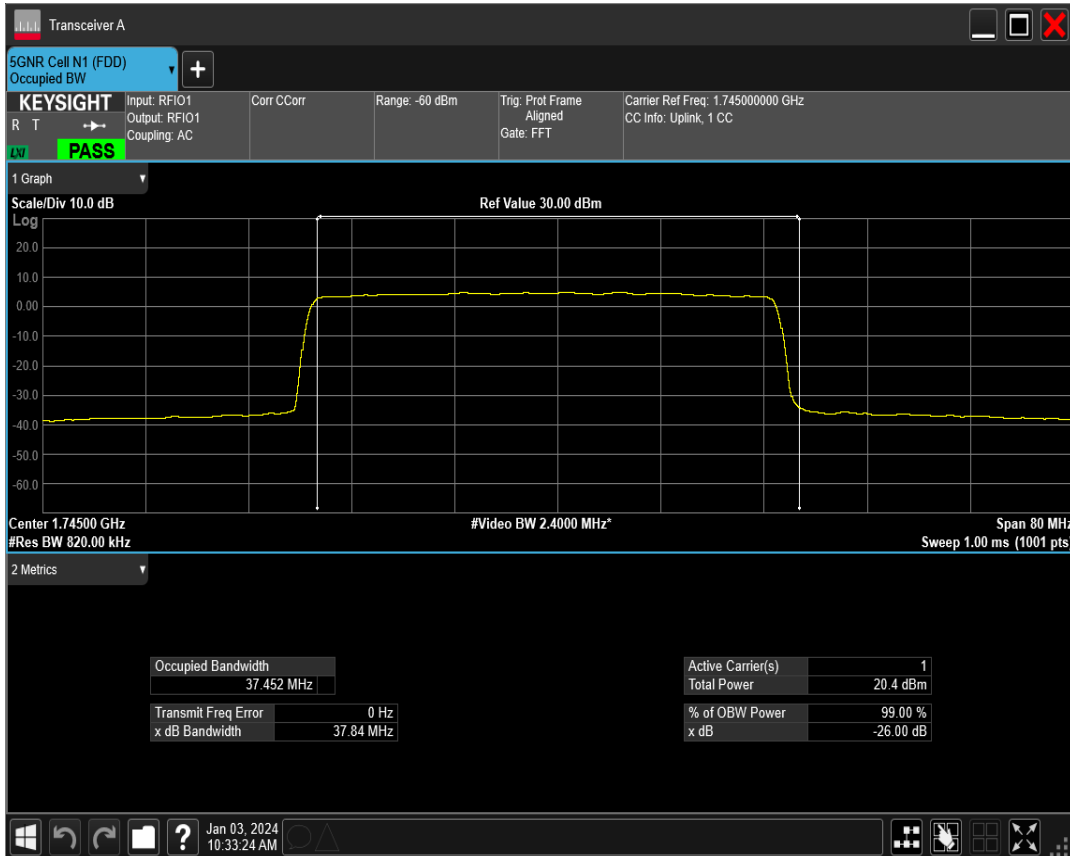 Transceiver A
5GNR Cell N1 (FDD)
Occupied BW
+
KEYSIGHT
R T
LXI
PASS
Input: RFIO1
Output: RFIO1
Coupling: AC
Corr CCorr
Range: -60 dBm
Trig: Prot Frame
Aligned
Gate: FFT
Carrier Ref Freq: 1.745000000 GHz
CC Info: Uplink, 1 CC
1 Graph
Scale/Div 10.0 dB
Ref Value 30.00 dBm
Log
20.0
10.0
0.00
-10.0
-20.0
-30.0
-40.0
-50.0
-60.0
Center 1.74500 GHz
#Video BW 2.4000 MHz*
Span 80 MHz
#Res BW 820.00 kHz
Sweep 1.00 ms (1001 pts)
2 Metrics
Occupied Bandwidth
37.452 MHz
Transmit Freq Error 0 Hz
x dB Bandwidth 37.84 MHz
Active Carrier(s) 1
Total Power 20.4 dBm
% of OBW Power 99.00 %
x dB -26.00 dB
?
Jan 03, 2024
10:33:24 AM